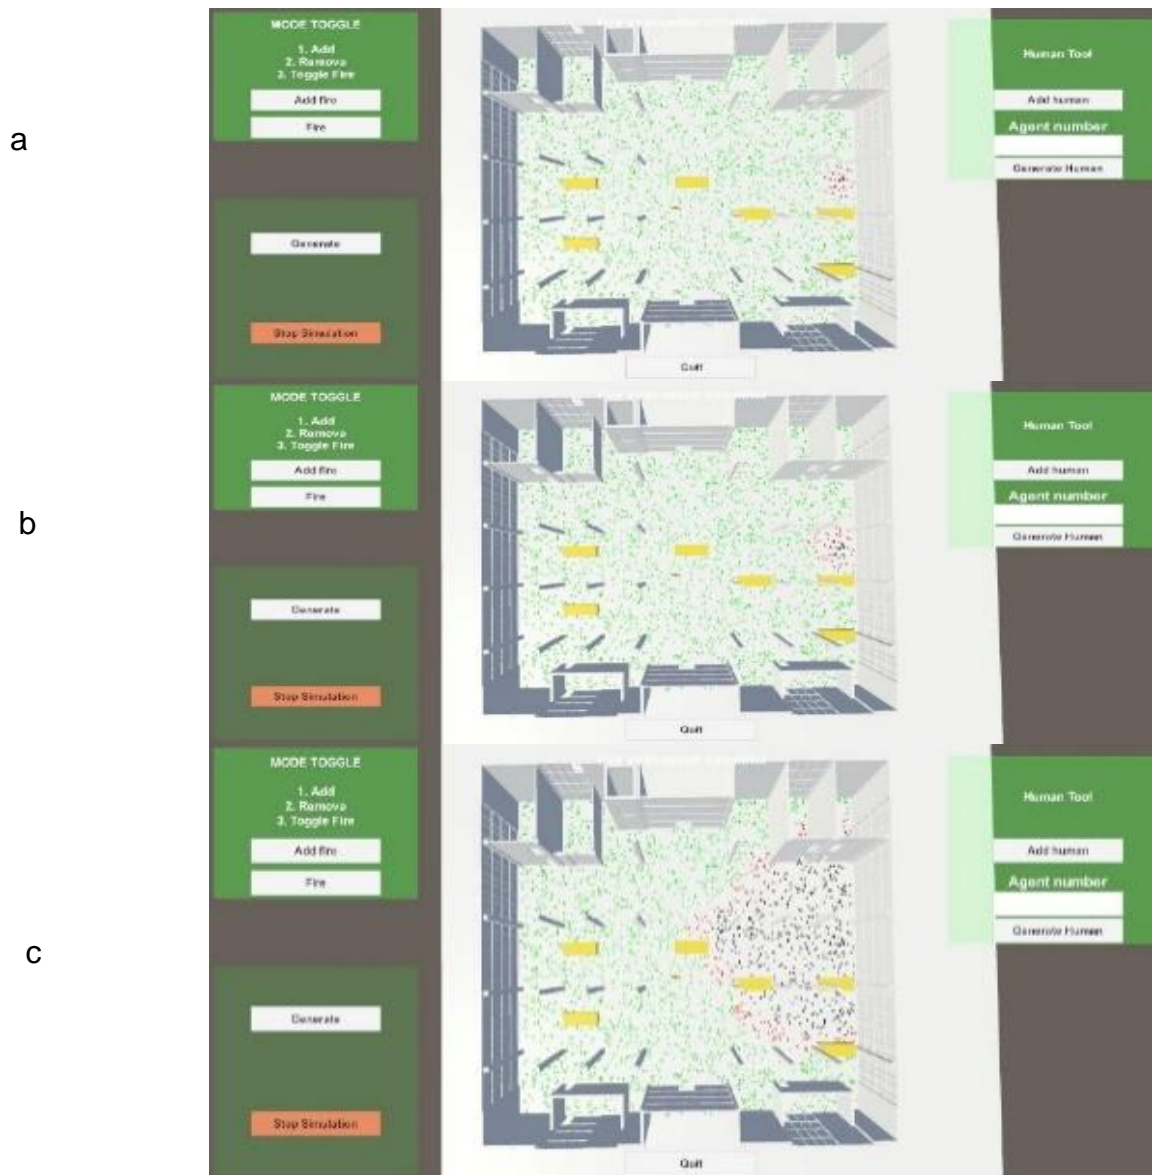 a
MODE TOGGLE
1. Add
2. Remove
3. Toggle Fire
Add fire
Fire
Generate
Stop Simulation
Quit
Human Tool
Add human
Agent number
Generate Human
b
MODE TOGGLE
1. Add
2. Remove
3. Toggle Fire
Add fire
Fire
Generate
Stop Simulation
Quit
Human Tool
Add human
Agent number
Generate Human
c
MODE TOGGLE
1. Add
2. Remove
3. Toggle Fire
Add fire
Fire
Generate
Stop Simulation
Quit
Human Tool
Add human
Agent number
Generate Human